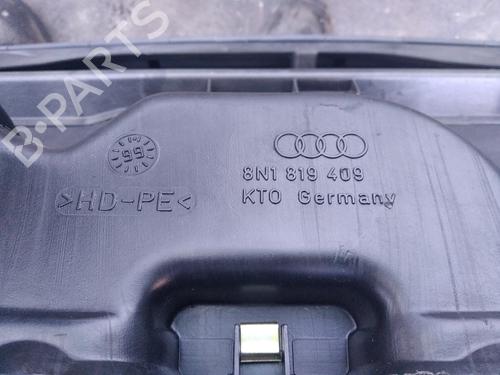 99
8N1 819 409
>HD-PE<
KTO Germany
B-PARTS